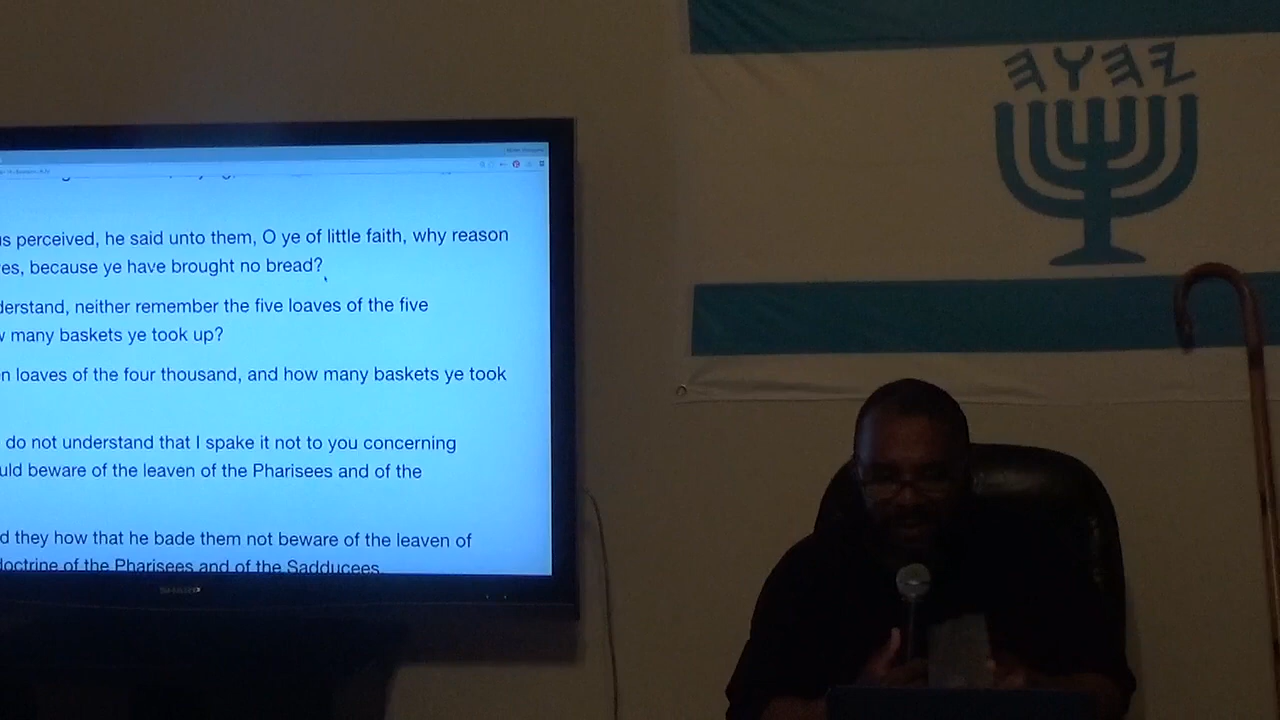 us perceived, he said unto them, O ye of little faith, why reason
es, because ye have brought no bread?
derstand, neither remember the five loaves of the five
w many baskets ye took up?
n loaves of the four thousand, and how many baskets ye took
do not understand that I spake it not to you concerning
uld beware of the leaven of the Pharisees and of the
d they how that he bade them not beware of the leaven of
doctrine of the Pharisees and of the Sadducees
𐤉𐤄𐤅𐤄